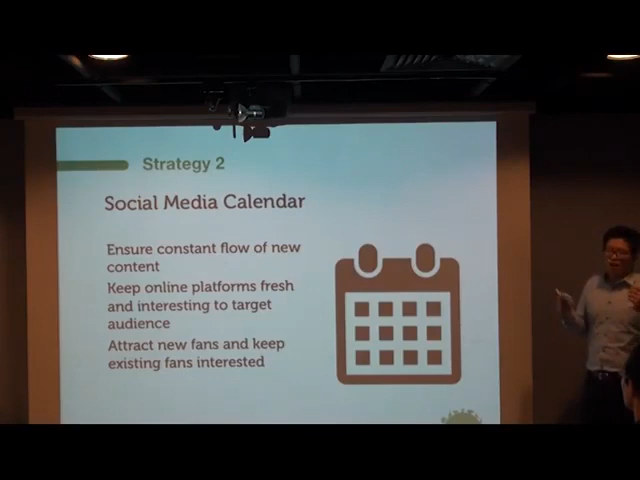 Strategy 2
Social Media Calendar
Ensure constant flow of new
content
Keep online platforms fresh
and interesting to target
audience
Attract new fans and keep
existing fans interested